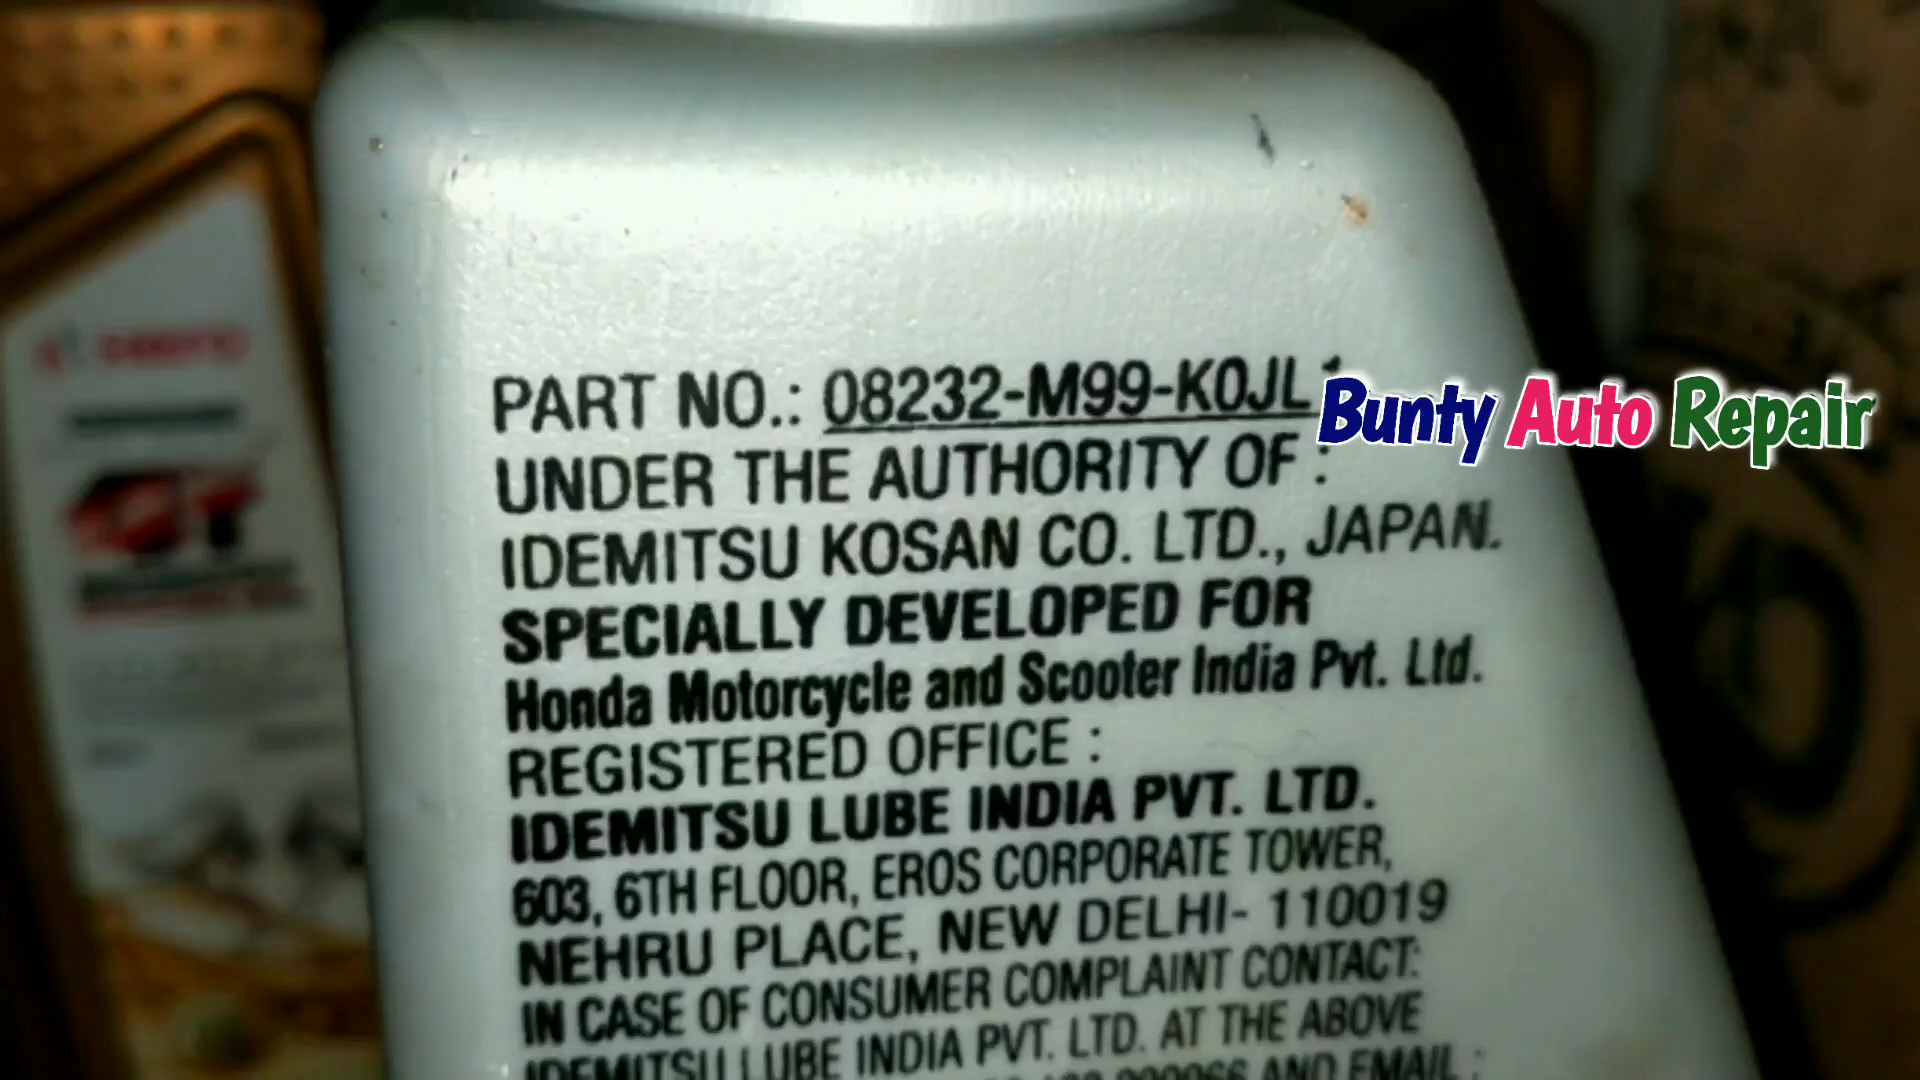 PART NO.: 08232-M99-K0JL1
UNDER THE AUTHORITY OF :
IDEMITSU KOSAN CO. LTD., JAPAN.
SPECIALLY DEVELOPED FOR
Honda Motorcycle and Scooter India Pvt. Ltd.
REGISTERED OFFICE :
IDEMITSU LUBE INDIA PVT. LTD.
603, 6TH FLOOR, EROS CORPORATE TOWER,
NEHRU PLACE, NEW DELHI- 110019
IN CASE OF CONSUMER COMPLAINT CONTACT:
IDEMITSU LUBE INDIA PVT. LTD. AT THE ABOVE
AND EMAIL :
Bunty Auto Repair